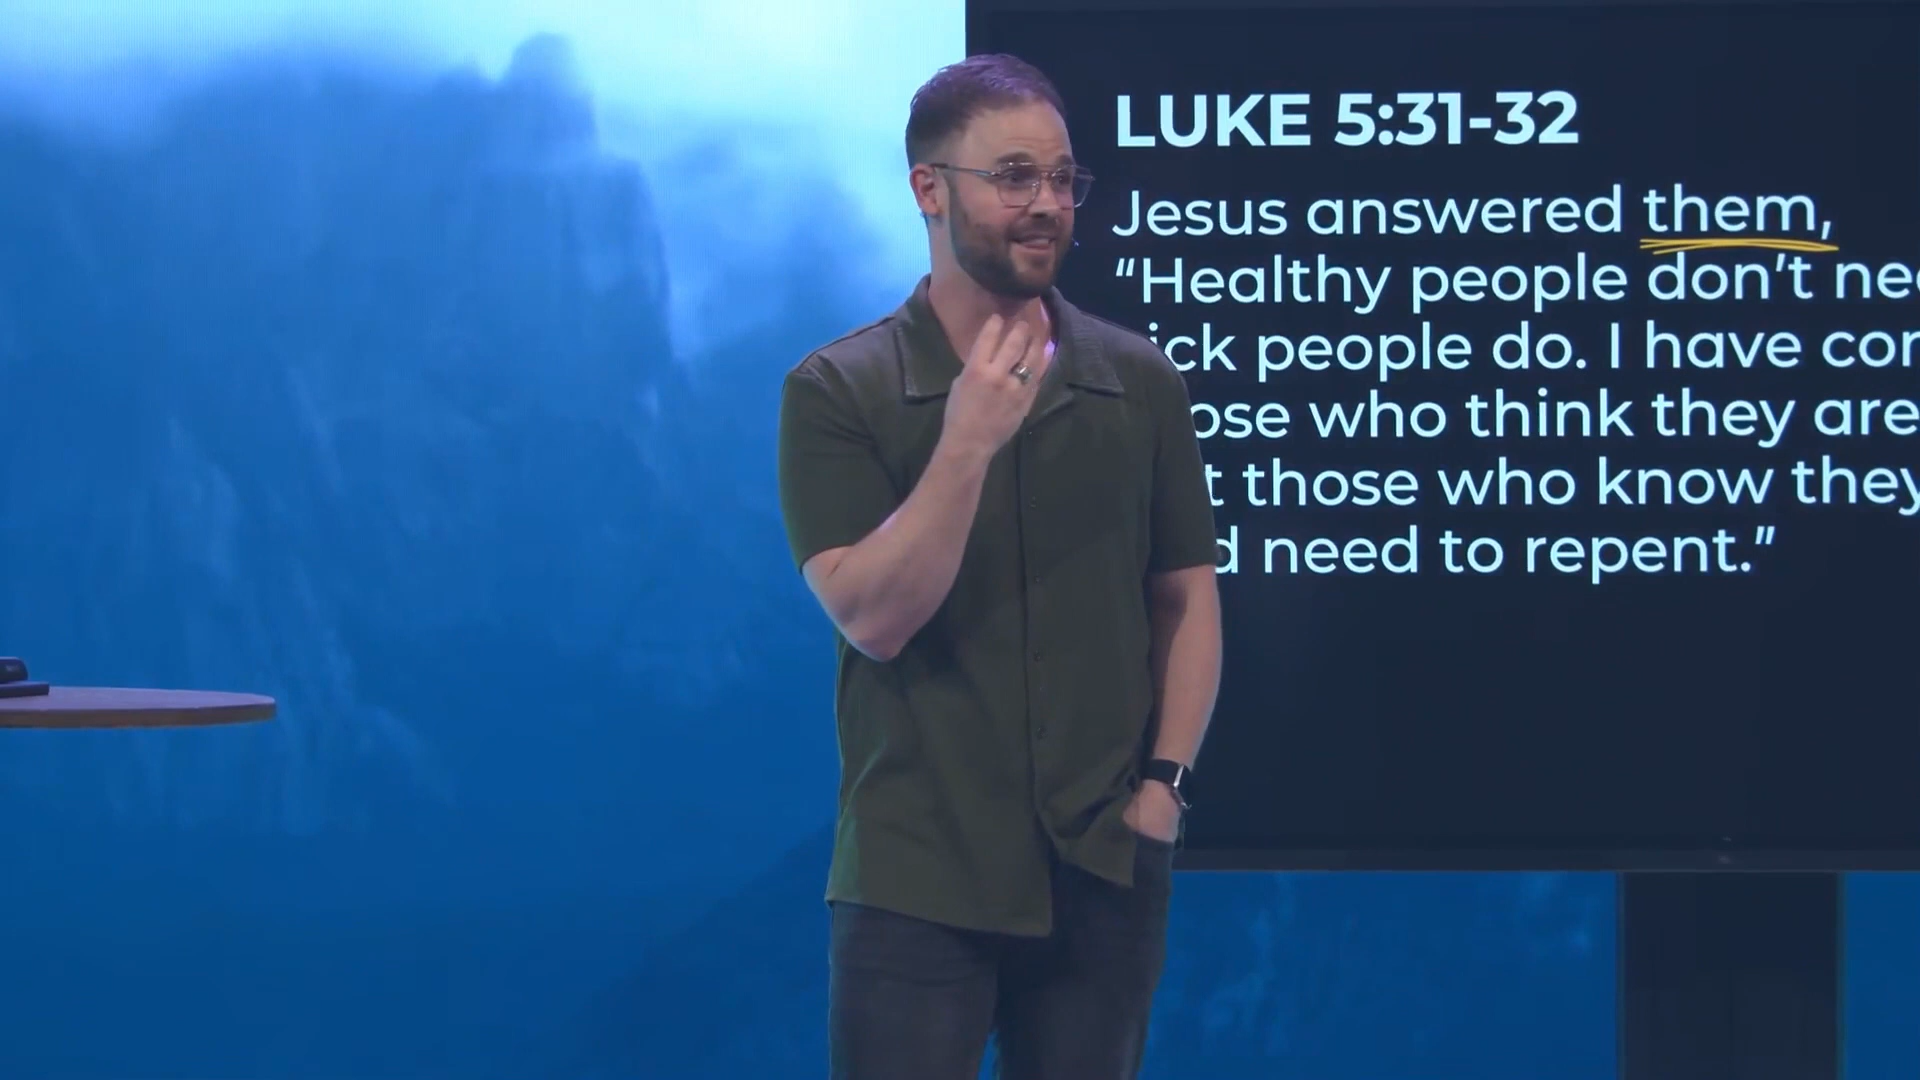 LUKE 5:31-32
Jesus answered them,
“Healthy people don’t
people do. I have
who think they are
those who know they
need to repent.”